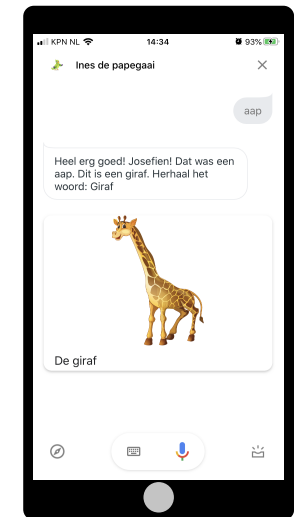 KPN NL 14:34 93%
Ines de papegaai
aap
Heel erg goed! Josefien! Dat was een
aap. Dit is een giraf. Herhaal het
woord: Giraf
De giraf